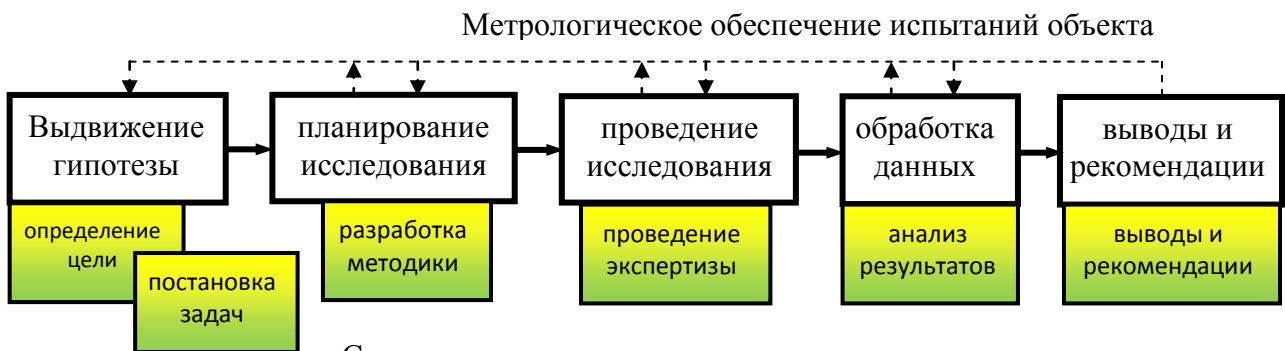 Метрологическое обеспечение испытаний объекта
Выдвижение
гипотезы
планирование
исследования
проведение
исследования
обработка
данных
выводы и
рекомендации
определение
цели
постановка
задач
разработка
методики
проведение
экспертизы
анализ
результатов
выводы и
рекомендации